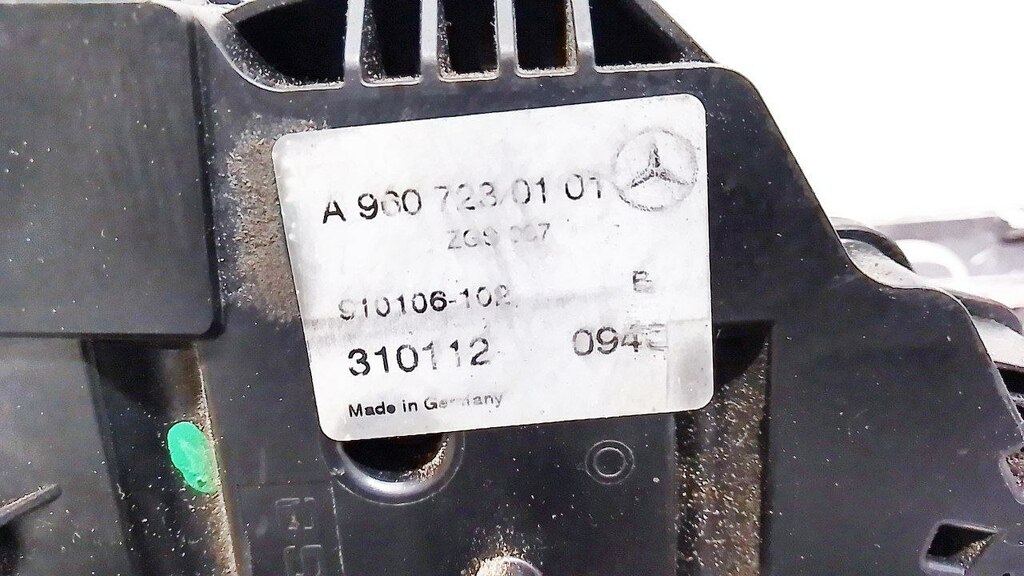 A 960 723 01 01
910106-102 B
310112
Made in Germany